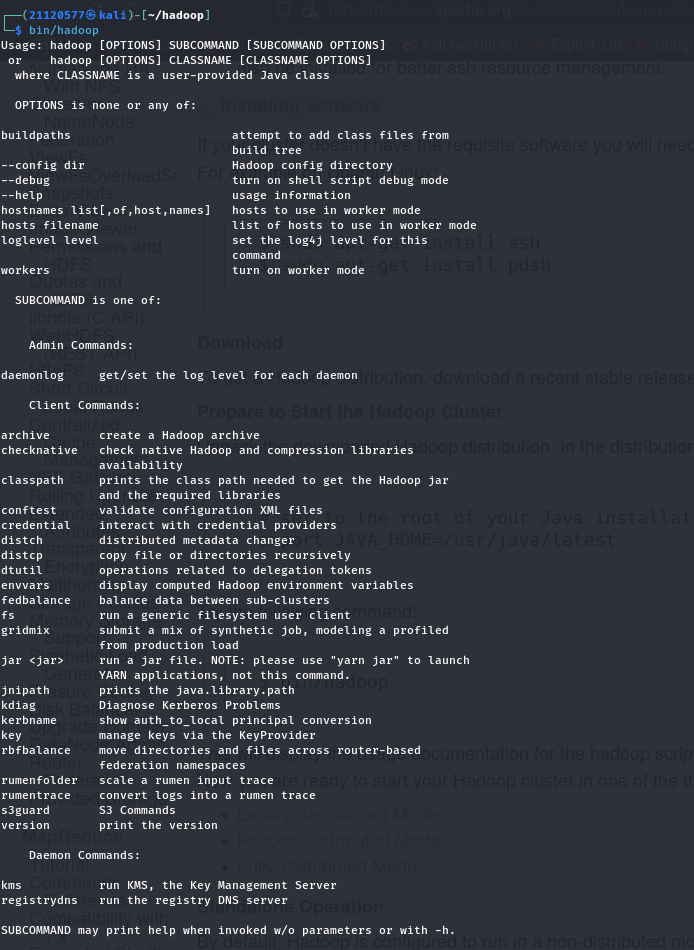 ┌──(21120577㉿kali)-[~/hadoop]
└─$ bin/hadoop
Usage: hadoop [OPTIONS] SUBCOMMAND [SUBCOMMAND OPTIONS]
 or    hadoop [OPTIONS] CLASSNAME [CLASSNAME OPTIONS]
  where CLASSNAME is a user-provided Java class
  OPTIONS is none or any of:
buildpaths                       attempt to add class files from
                                 build tree
--config dir                     Hadoop config directory
--debug                          turn on shell script debug mode
--help                           usage information
hostnames list[,of,host,names]   hosts to use in worker mode
hosts filename                   list of hosts to use in worker mode
loglevel level                   set the log4j level for this
                                 command
workers                          turn on worker mode
  SUBCOMMAND is one of:
    Admin Commands:
daemonlog     get/set the log level for each daemon
    Client Commands:
archive       create a Hadoop archive
checknative   check native Hadoop and compression libraries
              availability
classpath     prints the class path needed to get the Hadoop jar
              and the required libraries
conftest      validate configuration XML files
credential    interact with credential providers
distch        distributed metadata changer
distcp        copy file or directories recursively
dtutil        operations related to delegation tokens
envvars       display computed Hadoop environment variables
fedbalance    balance data between sub-clusters
fs            run a generic filesystem user client
gridmix       submit a mix of synthetic job, modeling a profiled
              from production load
jar <jar>     run a jar file. NOTE: please use "yarn jar" to launch
              YARN applications, not this command.
jnipath       prints the java.library.path
kdiag         Diagnose Kerberos Problems
kerbname      show auth_to_local principal conversion
key           manage keys via the KeyProvider
rbfbalance    move directories and files across router-based
              federation namespaces
rumenfolder   scale a rumen input trace
rumentrace    convert logs into a rumen trace
s3guard       S3 Commands
version       print the version
    Daemon Commands:
kms           run KMS, the Key Management Server
registrydns   run the registry DNS server
SUBCOMMAND may print help when invoked w/o parameters or with -h.